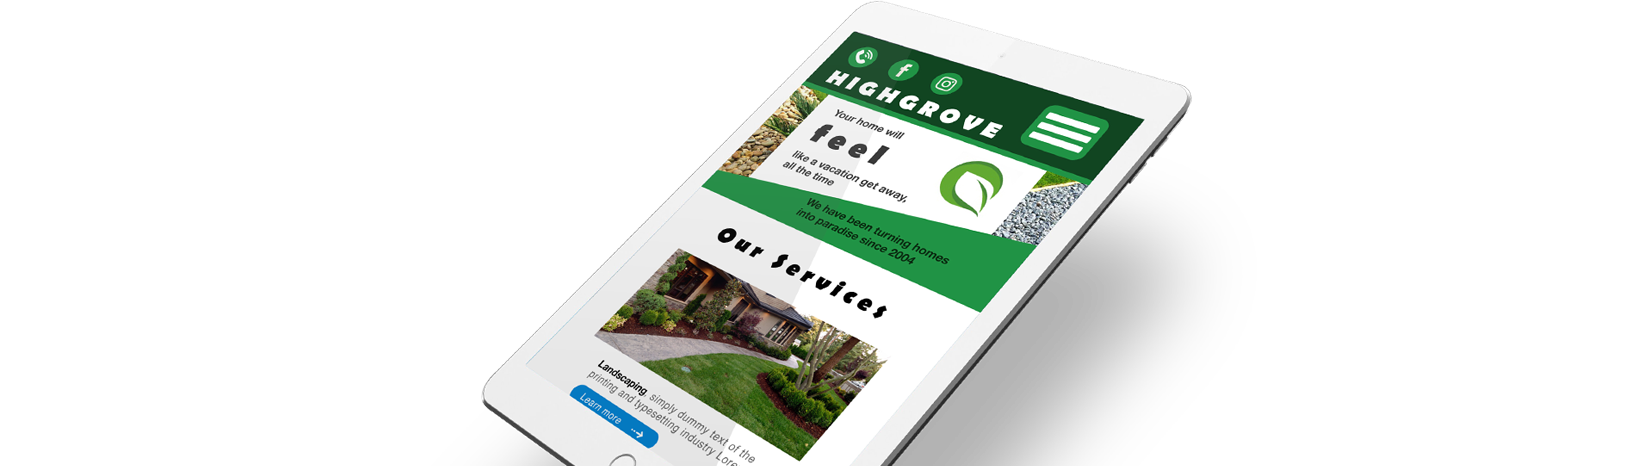 HIGHGROVE
Your home will
feel
like a vacation get away,
all the time
We have been turning homes
into paradise since 2004
Our Services
Landscaping, simply dummy text of the
printing and typesetting industry
Learn more